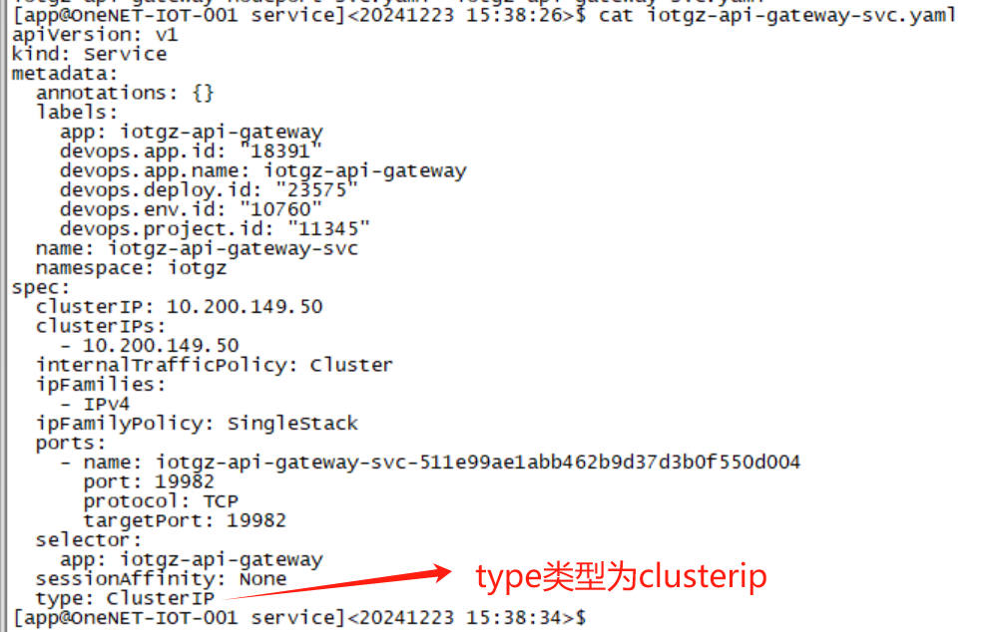 [app@OneNET-IOT-001 service]<20241223 15:38:26>$ cat iotgz-api-gateway-svc.yaml
apiVersion: v1
kind: Service
metadata:
  annotations: {}
  labels:
    app: iotgz-api-gateway
    devops.app.id: "18391"
    devops.app.name: iotgz-api-gateway
    devops.deploy.id: "23575"
    devops.env.id: "10760"
    devops.project.id: "11345"
  name: iotgz-api-gateway-svc
  namespace: iotgz
spec:
  clusterIP: 10.200.149.50
  clusterIPs:
    - 10.200.149.50
  internalTrafficPolicy: Cluster
  ipFamilies:
    - IPv4
  ipFamilyPolicy: SingleStack
  ports:
    - name: iotgz-api-gateway-svc-511e99ae1abb462b9d37d3b0f550d004
      port: 19982
      protocol: TCP
      targetPort: 19982
  selector:
    app: iotgz-api-gateway
  sessionAffinity: None
  type: ClusterIP
type类型为clusterip
[app@OneNET-IOT-001 service]<20241223 15:38:34>$